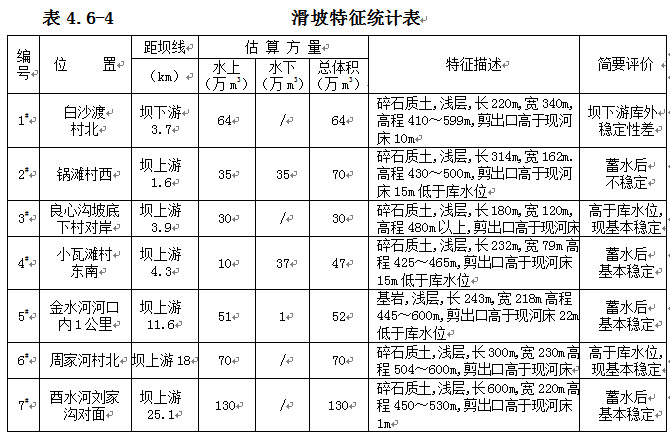 表 4.6-4 滑坡特征统计表
编号 位 置 距坝线(km) 估 算 方 量 特征描述 简要评价
水上(万 m³) 水下(万 m³) 总体积(万 m³)
1# 白沙渡村北 坝下游3.7 64 / 64 碎石质土,浅层,长 220m,宽 340m,高程 410～599m,剪出口高于现河床 10m 坝下游库外稳定性差
2# 锅滩村西 坝上游1.6 35 35 70 碎石质土,浅层,长 314m,宽 162m.高程 430～500m,剪出口高于现河床 15m 低于库水位 蓄水后不稳定
3# 良心沟坡底下村对岸 坝上游3.9 30 / 30 碎石质土,浅层,长 180m,宽 120m,高程 480m 以上,剪出口高于现河床 高于库水位,现基本稳定
4# 小瓦滩村东南 坝上游4.3 10 37 47 碎石质土,浅层,长 232m,宽 79m 高程 425～465m,剪出口高于现河床15m 低于库水位 蓄水后基本稳定
5# 金水河河口内 1 公里 坝上游11.6 51 1 52 基岩,浅层,长 243m,宽 218m 高程445～600m,剪出口高于现河床 22m低于库水位 蓄水后基本稳定
6# 周家河村北 坝上游 18 70 / 70 碎石质土,浅层,长 300m,宽 230m 高程 504～600m,剪出口高于现河床 高于库水位,现基本稳定
7# 酉水河刘家沟对面 坝上游25.1 130 / 130 碎石质土,浅层,长 600m,宽 220m 高程 450～530m,剪出口高于现河床1m 蓄水后基本稳定